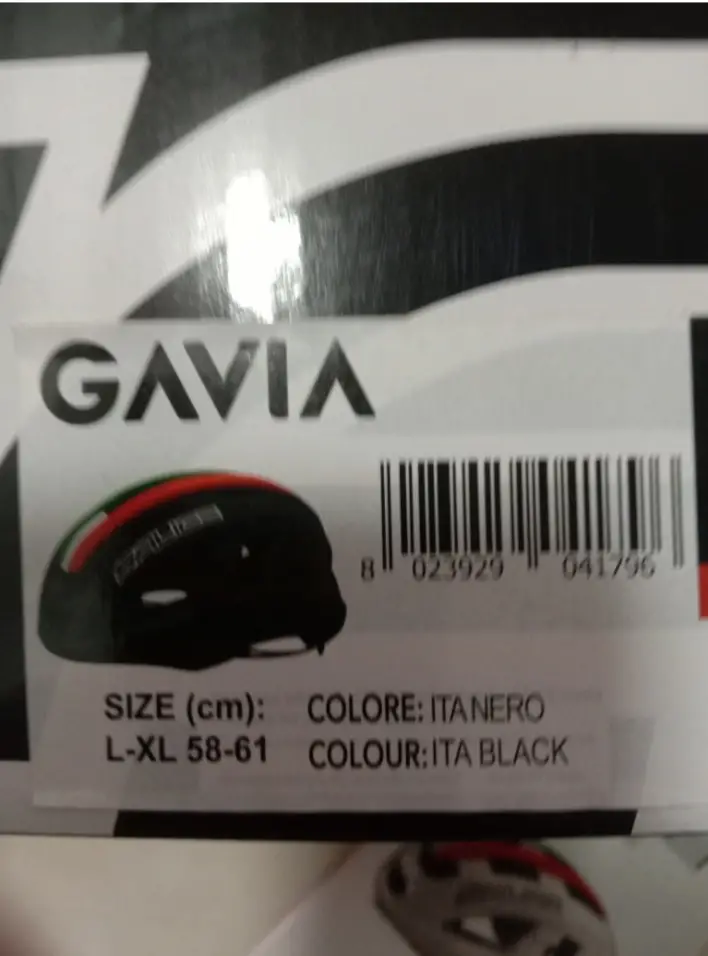 GAVIA
8 023929 041796
SIZE (cm): COLORE: ITA NERO
L-XL 58-61 COLOUR: ITA BLACK